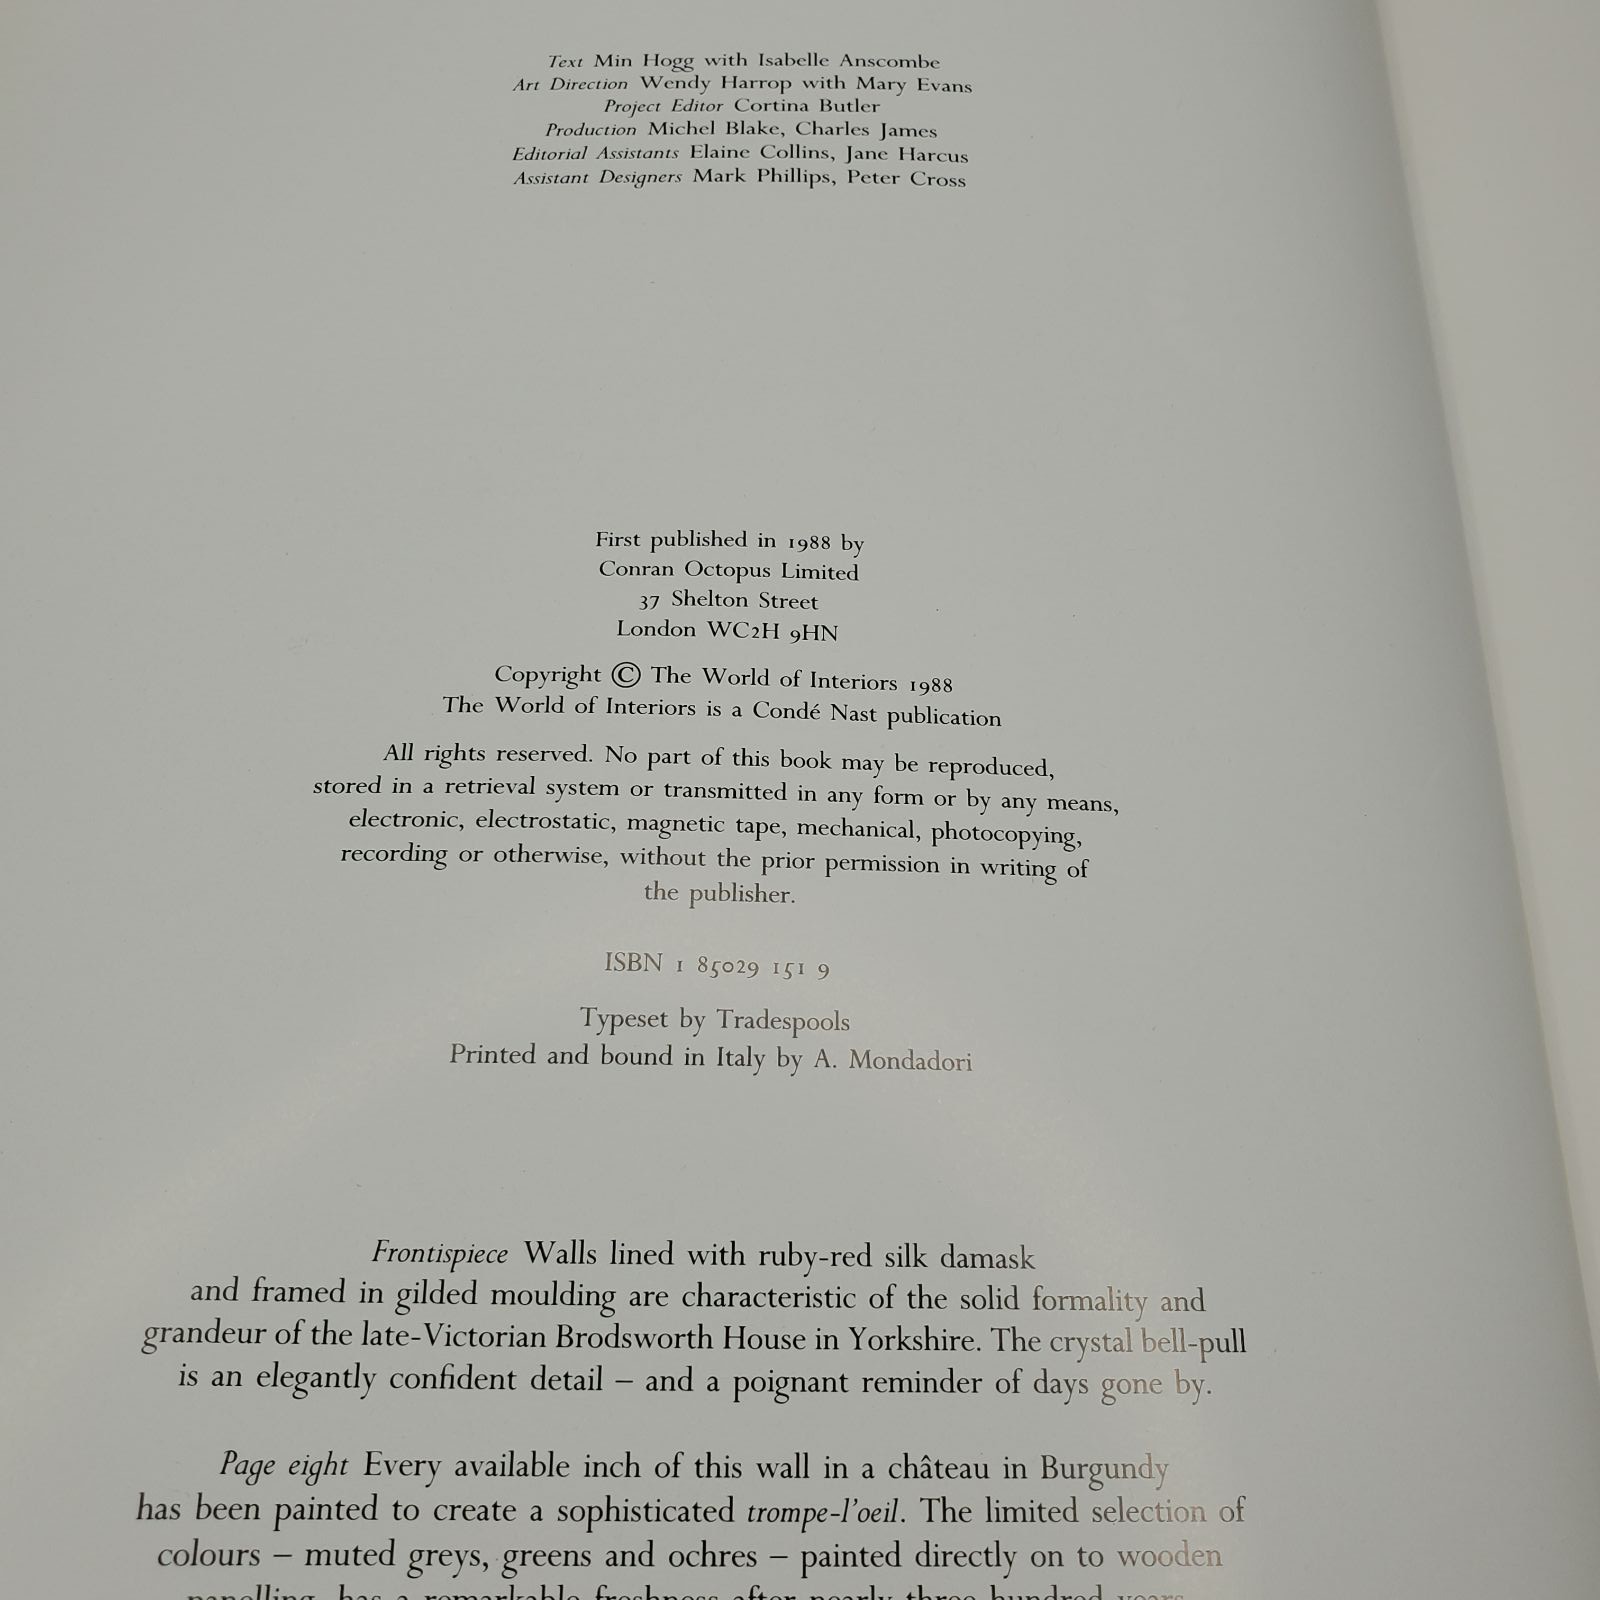 Text Min Hogg with Isabelle Anscombe
Art Direction Wendy Harrop with Mary Evans
Project Editor Cortina Butler
Production Michel Blake, Charles James
Editorial Assistants Elaine Collins, Jane Harcus
Assistant Designers Mark Phillips, Peter Cross
First published in 1988 by
Conran Octopus Limited
37 Shelton Street
London WC2H 9HN
Copyright © The World of Interiors 1988
The World of Interiors is a Condé Nast publication
All rights reserved. No part of this book may be reproduced,
stored in a retrieval system or transmitted in any form or by any means,
electronic, electrostatic, magnetic tape, mechanical, photocopying,
recording or otherwise, without the prior permission in writing of
the publisher.
ISBN 1 85029 151 9
Typeset by Tradespools
Printed and bound in Italy by A. Mondadori
Frontispiece Walls lined with ruby-red silk damask
and framed in gilded moulding are characteristic of the solid formality and
grandeur of the late-Victorian Brodsworth House in Yorkshire. The crystal bell-pull
is an elegantly confident detail – and a poignant reminder of days gone by.
Page eight Every available inch of this wall in a château in Burgundy
has been painted to create a sophisticated trompe-l'oeil. The limited selection of
colours – muted greys, greens and ochres – painted directly on to wooden
panelling, has a remarkable freshness after nearly three hundred years